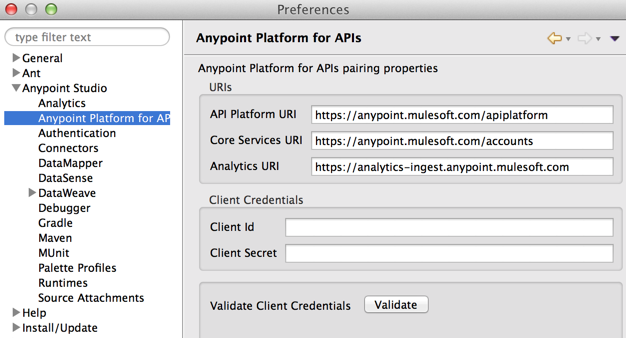 Preferences
type filter text
General
Ant
Anypoint Studio
Analytics
Anypoint Platform for AP
Authentication
Connectors
DataMapper
DataSense
DataWeave
Debugger
Gradle
Maven
MUnit
Palette Profiles
Runtimes
Source Attachments
Help
Install/Update
Anypoint Platform for APIs
Anypoint Platform for APIs pairing properties
URIs
API Platform URI https://anypoint.mulesoft.com/apiplatform
Core Services URI https://anypoint.mulesoft.com/accounts
Analytics URI https://analytics-ingest.anypoint.mulesoft.com
Client Credentials
Client Id
Client Secret
Validate Client Credentials Validate